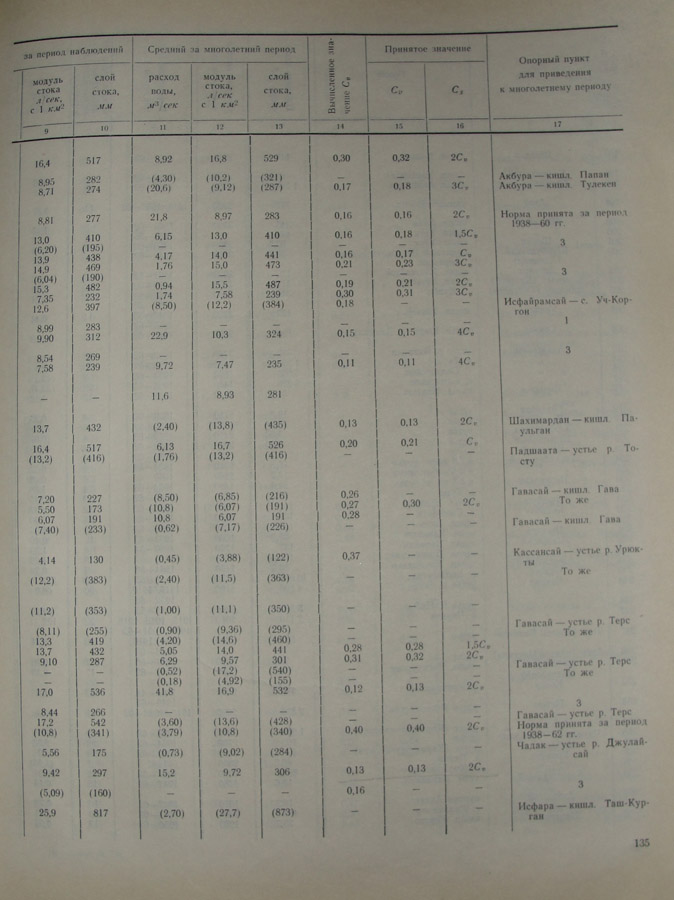 за период наблюдений Средний за многолетний период Вычисленное значение Cv Принятое значение Опорный пункт для приведения к многолетнему периоду
модуль стока л/сек, с 1 км² слой стока, мм расход воды, м³/сек модуль стока, л/сек с 1 км² слой стока, мм Cv Cs
9 10 11 12 13 14 15 16 17
16,4 517 8,92 16,8 529 0,30 0,32 2Cv
8,95 282 (4,30) (10,2) (321) — — — Акбура — кишл. Папан
8,71 274 (20,6) (9,12) (287) 0,17 0,18 3Cv Акбура — кишл. Тулекен
8,81 277 21,8 8,97 283 0,16 0,16 2Cv Норма принята за период
1938—60 гг.
13,0 410 6,15 13,0 410 0,16 0,18 1,5Cv
(6,20) (195) — — — — — — 3
13,9 438 4,17 14,0 441 0,16 0,17 Cv
14,9 469 1,76 15,0 473 0,21 0,23 3Cv
(6,04) (190) — — — 3
15,3 482 0,94 15,5 487 0,19 0,21 2Cv
7,35 232 1,74 7,58 239 0,30 0,31 3Cv
12,6 397 (8,50) (12,2) (384) 0,18 — — Исфайрамсай — с. Уч-Кор-
гон
8,99 283 — — — — — — 1
9,90 312 22,9 10,3 324 0,15 0,15 4Cv
8,54 269 — — — — — — 3
7,58 239 9,72 7,47 235 0,11 0,11 4Cv
— — 11,6 8,93 281
13,7 432 (2,40) (13,8) (435) 0,13 0,13 2Cv Шахимардан — кишл. Па-
ульган
16,4 517 6,13 16,7 526 0,20 0,21 Cv
(13,2) (416) (1,76) (13,2) (416) — — — Падшаата — устье р. То-
сту
7,20 227 (8,50) (6,85) (216) 0,26 — — Гавасай — кишл. Гава
5,50 173 (10,8) (6,07) (191) 0,27 0,30 2Cv То же
6,07 191 10,8 6,07 191 0,28 — —
(7,40) (233) (0,62) (7,17) (226) — — — Гавасай — кишл. Гава
4,14 130 (0,45) (3,88) (122) 0,37 — — Кассансай — устье р. Урюк-
ты
(12,2) (383) (2,40) (11,5) (363) — — — То же
(11,2) (353) (1,00) (11,1) (350) — — —
(8,11) (255) (0,90) (9,36) (295) Гавасай — устье р. Терс
13,3 419 (4,20) (14,6) (460) — — — То же
13,7 432 5,05 14,0 441 0,28 0,28 1,5Cv
9,10 287 6,29 9,57 301 0,31 0,32 2Cv Гавасай — устье р. Терс
— — (0,52) (17,2) (540) — — — То же
— — (0,18) (4,92) (155) — — —
17,0 536 41,8 16,9 532 0,12 0,13 2Cv 3
8,44 266 — — — — — — Гавасай — устье р. Терс
17,2 542 (3,60) (13,6) (428) — — — Норма принята за период
(10,8) (341) (3,79) (10,8) (340) 0,40 0,40 2Cv 1938—62 гг.
5,56 175 (0,73) (9,02) (284) — — — Чадак — устье р. Джулай-
сай
9,42 297 15,2 9,72 306 0,13 0,13 2Cv
(5,09) (160) — — — 0,16 — — 3
25,9 817 (2,70) (27,7) (873) — — — Исфара — кишл. Таш-Кур-
ган
135